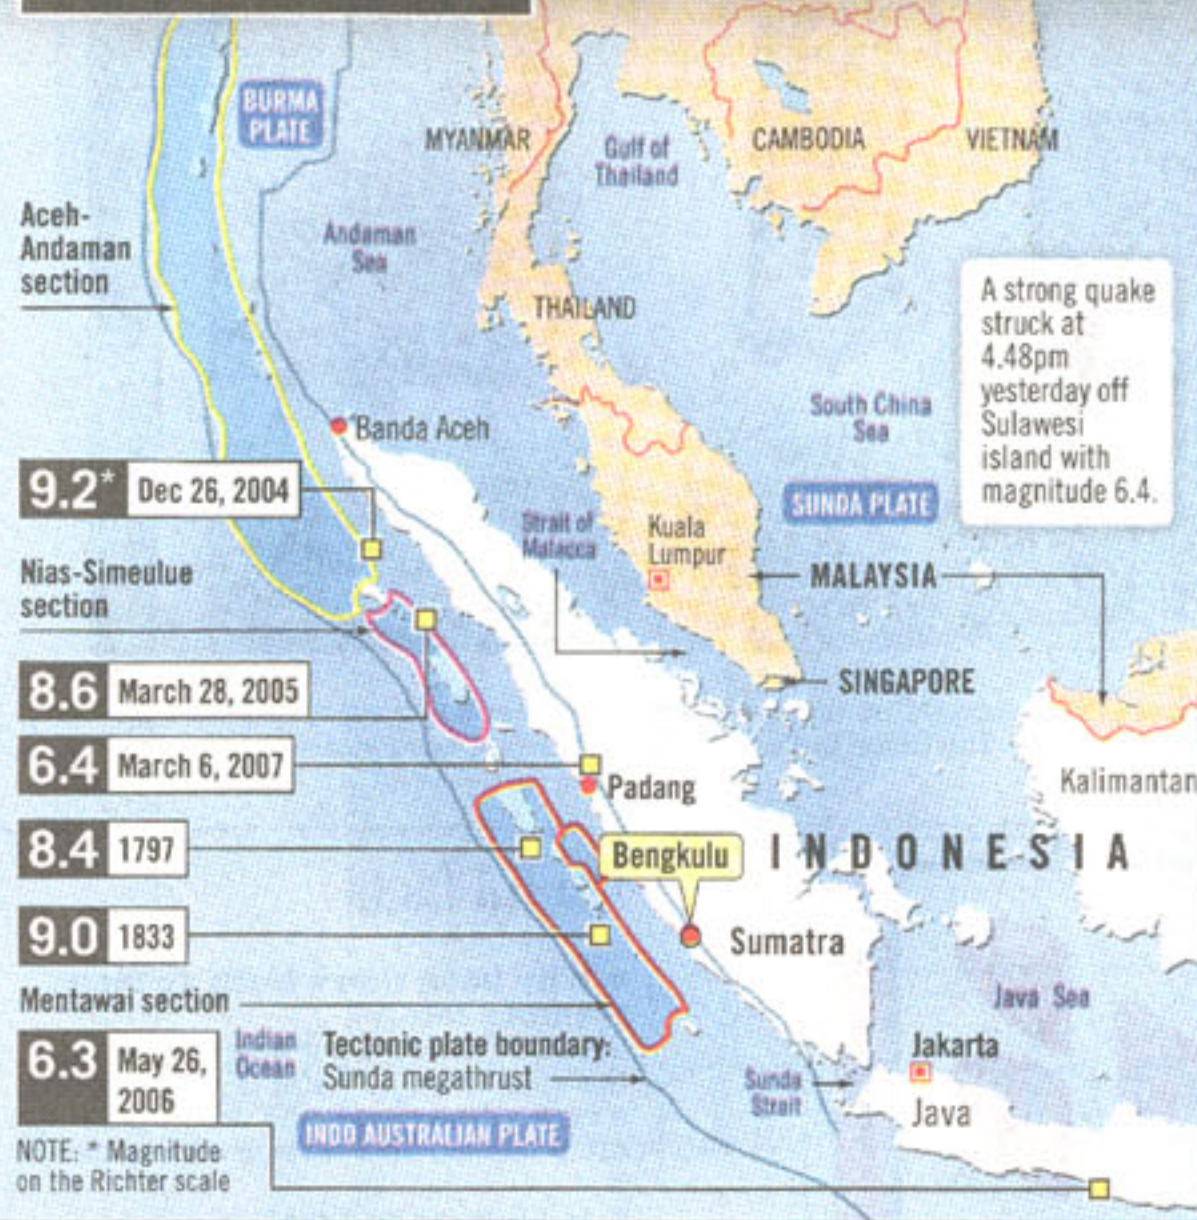 BURMA
PLATE
MYANMAR
Gulf of
Thailand
CAMBODIA
VIETNAM
Aceh-
Andaman
section
Andaman
Sea
THAILAND
A strong quake
struck at
4.48pm
yesterday off
Sulawesi
island with
magnitude 6.4.
South China
Sea
Banda Aceh
9.2* Dec 26, 2004
SUNDA PLATE
Strait of
Malacca
Kuala
Lumpur
Nias-Simeulue
section
MALAYSIA
8.6 March 28, 2005
SINGAPORE
6.4 March 6, 2007
Padang
Kalimantan
8.4 1797
Bengkulu
INDONESIA
9.0 1833
Sumatra
Mentawai section
Java Sea
6.3 May 26,
2006
Indian
Ocean
Tectonic plate boundary:
Sunda megathrust
Sunda
Strait
Jakarta
Java
INDO AUSTRALIAN PLATE
NOTE: * Magnitude
on the Richter scale